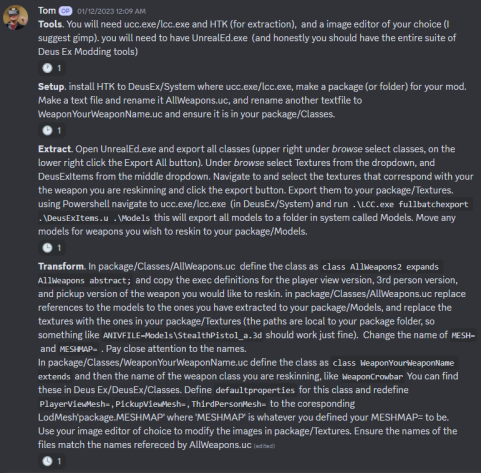 Tom OP 01/12/2023 12:09 AM
Tools. You will need ucc.exe/lcc.exe and HTK (for extraction),  and a image editor of your choice (I
suggest gimp). you will need to have UnrealEd.exe  (and honestly you should have the entire suite of
Deus Ex Modding tools)
1
Setup. install HTK to DeusEx/System where ucc.exe/lcc.exe, make a package (or folder) for your mod.
Make a text file and rename it AllWeapons.uc, and rename another textfile to
WeaponYourWeaponName.uc and ensure it is in your package/Classes.
1
Extract. Open UnrealEd.exe and export all classes (upper right under browse select classes, on the
lower right click the Export All button). Under browse select Textures from the dropdown, and
DeusExItems from the middle dropdown. Navigate to and select the textures that correspond with your
the weapon you are reskinning and click the export button. Export them to your package/Textures.
using Powershell navigate to ucc.exe/lcc.exe  (in DeusEx/System) and run .\LCC.exe fullbatchexport
.\DeusExItems.u .\Models this will export all models to a folder in system called Models. Move any
models for weapons you wish to reskin to your package/Models.
1
Transform. In package/Classes/AllWeapons.uc  define the class as class AllWeapons2 expands
AllWeapons abstract; and copy the exec definitions for the player view version, 3rd person version,
and pickup version of the weapon you would like to reskin. in package/Classes/AllWeapons.uc replace
references to the models to the ones you have extracted to your package/Models, and replace the
textures with the ones in your package/Textures (the paths are local to your package folder, so
something like ANIVFILE=Models\StealthPistol_a.3d should work just fine).  Change the name of MESH=
and MESHMAP= . Pay close attention to the names.
In package/Classes/WeaponYourWeaponName.uc define the class as class WeaponYourWeaponName
extends and then the name of the weapon class you are reskinning, like WeaponCrowbar You can find
these in Deus Ex/DeusEx/Classes. Define defaultproperties for this class and redefine
PlayerViewMesh=,PickupViewMesh=,ThirdPersonMesh= to the coresponding
LodMesh'package.MESHMAP' where 'MESHMAP' is whatever you defined your MESHMAP= to be.
Use your image editor of choice to modify the images in package/Textures. Ensure the names of the
files match the names refereced by AllWeapons.uc (edited)
1